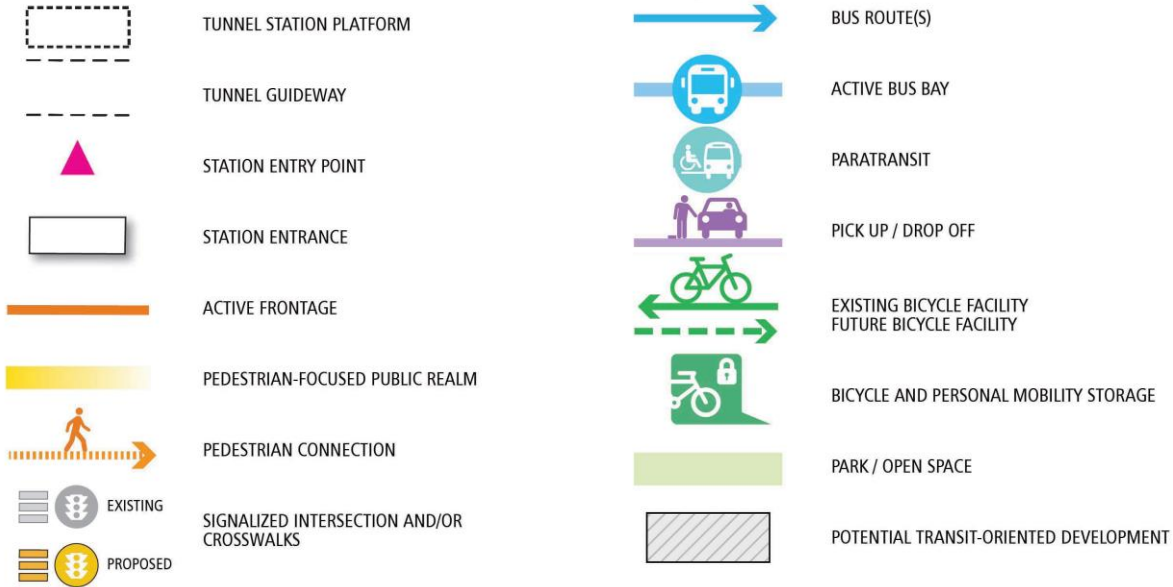 TUNNEL STATION PLATFORM
TUNNEL GUIDEWAY
STATION ENTRY POINT
STATION ENTRANCE
ACTIVE FRONTAGE
PEDESTRIAN-FOCUSED PUBLIC REALM
PEDESTRIAN CONNECTION
EXISTING
PROPOSED
SIGNALIZED INTERSECTION AND/OR
CROSSWALKS
BUS ROUTE(S)
ACTIVE BUS BAY
PARATRANSIT
PICK UP / DROP OFF
EXISTING BICYCLE FACILITY
FUTURE BICYCLE FACILITY
BICYCLE AND PERSONAL MOBILITY STORAGE
PARK / OPEN SPACE
POTENTIAL TRANSIT-ORIENTED DEVELOPMENT